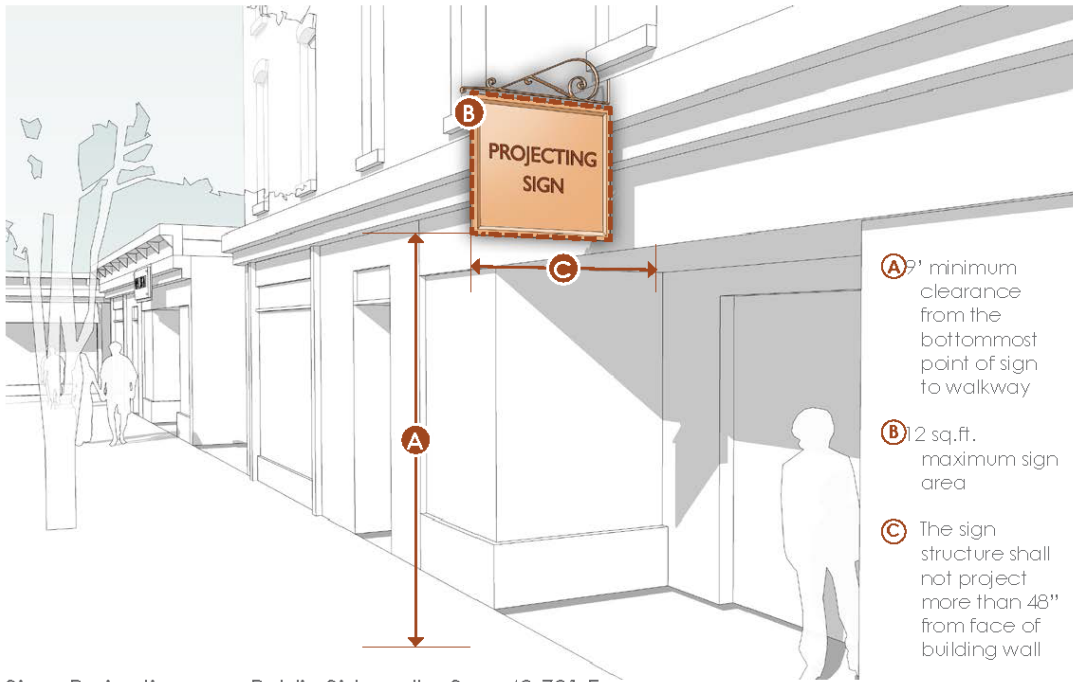 B
PROJECTING
SIGN
C
A
A 9’ minimum
clearance
from the
bottommost
point of sign
to walkway
B 12 sq.ft.
maximum sign
area
C The sign
structure shall
not project
more than 48”
from face of
building wall